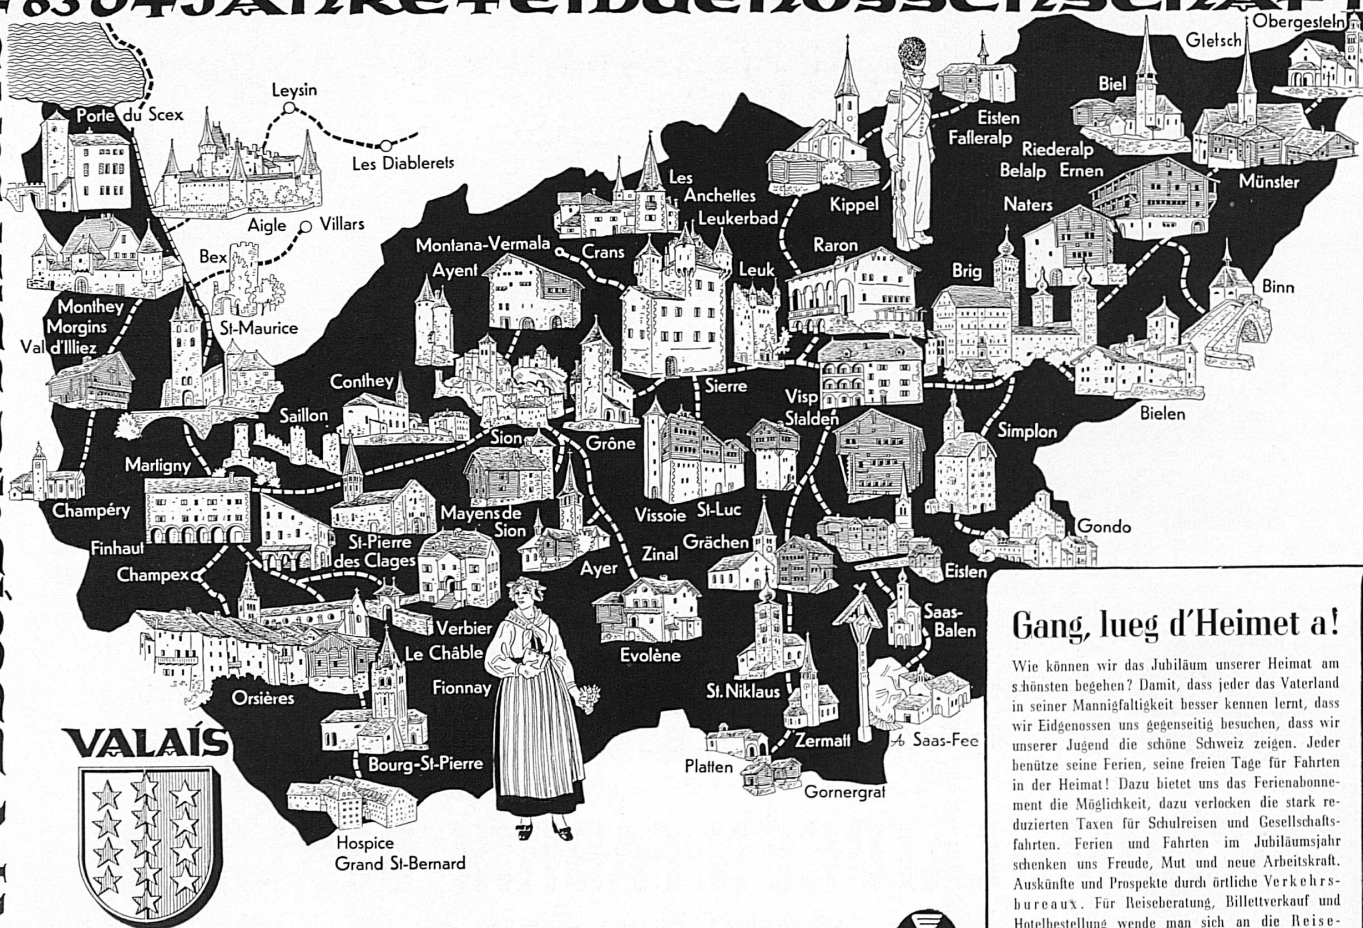 650 + JAHRE + EIDGENOSSENSCHAFT
Obergesteln
Gletsch
Leysin
Biel
Porte du Scex
Les Diablerets
Eisten
Fafleralp
Riederalp
Belalp Ernen
Münster
Les
Anchettes
Leukerbad
Kippel
Naters
Aigle
Villars
Montana-Vermala
Crans
Raron
Bex
Ayent
Leuk
Brig
Binn
Monthey
Morgins
Val d'Illiez
St-Maurice
Conthey
Sierre
Visp
Stalden
Bielen
Saillon
Sion
Grône
Simplon
Martigny
Champéry
Mayens de
Sion
Vissoie
St-Luc
Gondo
Finhaut
St-Pierre
des Clages
Zinal
Grächen
Champex
Ayer
Eisten
Saas-
Balen
Verbier
Le Châble
Fionnay
Evolène
Orsières
St. Niklaus
VALAIS
Zermatt
Saas-Fee
Bourg-St-Pierre
Platten
Gornergrat
Hospice
Grand St-Bernard
Gang, lueg d'Heimet a!
Wie können wir das Jubiläum unserer Heimat am
schönsten begehen? Damit, dass jeder das Vaterland
in seiner Mannigfaltigkeit besser kennen lernt, dass
wir Eidgenossen uns gegenseitig besuchen, dass wir
unserer Jugend die schöne Schweiz zeigen. Jeder
benütze seine Ferien, seine freien Tage für Fahrten
in der Heimat! Dazu bietet uns das Ferienabonne-
ment die Möglichkeit, dazu verlocken die stark re-
duzierten Taxen für Schulreisen und Gesellschafts-
fahrten. Ferien und Fahrten im Jubiläumsjahr
schenken uns Freude, Mut und neue Arbeitskraft.
Auskünfte und Prospekte durch örtliche Verkehrs-
bureaux. Für Reiseberatung, Billettverkauf und
Hotelbestellung wende man sich an die Reise-